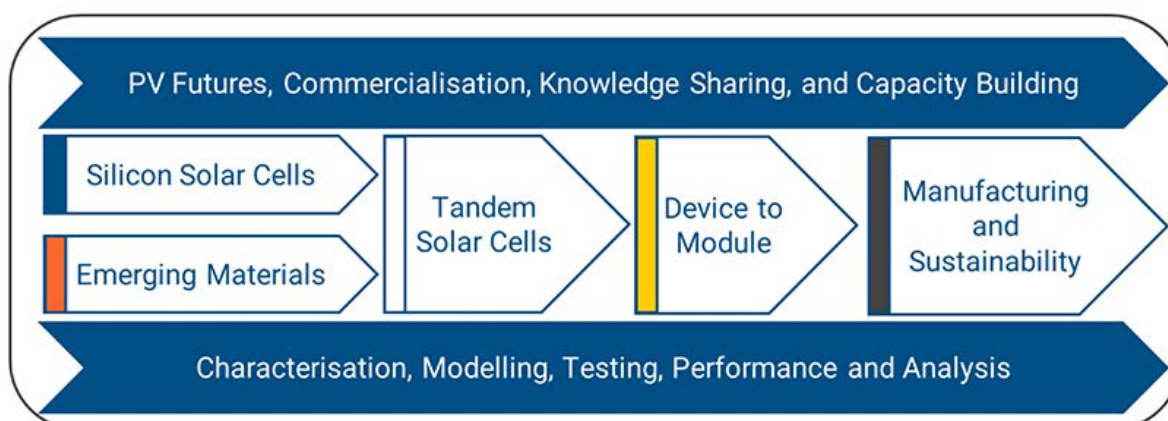 PV Futures, Commercialisation, Knowledge Sharing, and Capacity Building
Silicon Solar Cells
Emerging Materials
Tandem
Solar Cells
Device to
Module
Manufacturing
and
Sustainability
Characterisation, Modelling, Testing, Performance and Analysis